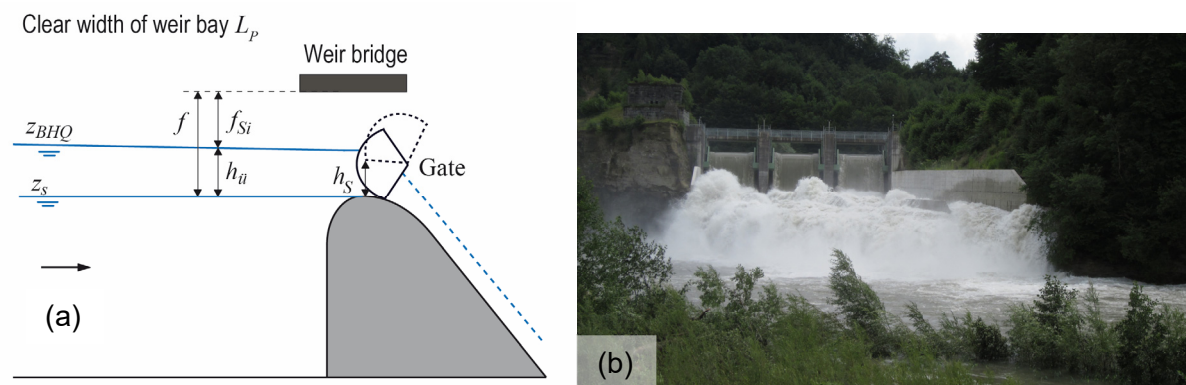 Clear width of weir bay L_P
Weir bridge
z_BHQ
f
f_Si
h_ü
h_S
Gate
z_s
(a)
(b)